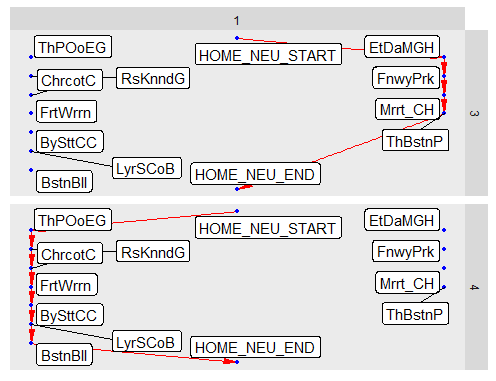 1
ThPOoEG
HOME_NEU_START
EtDaMGH
ChrcotC
RsKnndG
FnwyPrk
FrtWrrn
Mrrt_CH
BySttCC
ThBstnP
LyrSCoB
HOME_NEU_END
BstnBll
3
ThPOoEG
HOME_NEU_START
EtDaMGH
ChrcotC
RsKnndG
FnwyPrk
FrtWrrn
Mrrt_CH
BySttCC
ThBstnP
LyrSCoB
HOME_NEU_END
BstnBll
4